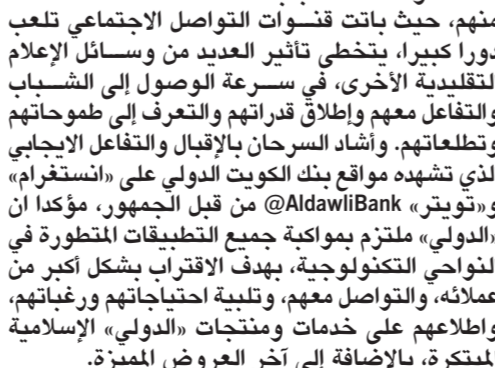 منهم، حيث باتت قنــوات التواصل الاجتماعي تلعب
دورا كبيرا، يتخطى تأثير العديد من وســائل الإعلام
التقليدية الأخرى، في ســرعة الوصول إلى الشــباب
والتفاعل معهم وإطلاق قدراتهم والتعرف إلى طموحاتهم
وتطلعاتهم. وأشاد السرحان بالإقبال والتفاعل الايجابي
الذي تشهده مواقع بنك الكويت الدولي على «انستغرام»
و«تويتر» AldawliBank@ من قبل الجمهور، مؤكدا ان
«الدولي» ملتزم بمواكبة جميع التطبيقات المتطورة في
النواحي التكنولوجية، بهدف الاقتراب بشكل أكبر من
عملائه، والتواصل معهم، وتلبية احتياجاتهم ورغباتهم،
واطلاعهم على خدمات ومنتجات «الدولي» الإسلامية
المبتكرة، بالإضافة إلى آخر العروض المميزة.